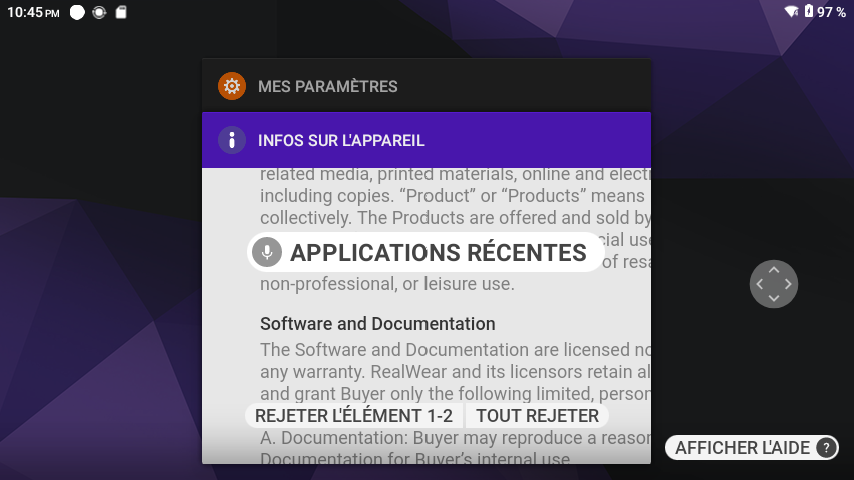 10:45 PM
97 %
MES PARAMÈTRES
INFOS SUR L'APPAREIL
related media, printed materials, online and electr
including copies. “Product” or “Products” means
collectively. The Products are offered and sold by
cial use
APPLICATIONS RÉCENTES
of resa
non-professional, or leisure use.
Software and Documentation
The Software and Documentation are licensed no
any warranty. RealWear and its licensors retain al
and grant Buyer only the following limited, person
REJETER L'ÉLÉMENT 1-2
TOUT REJETER
A. Documentation: Buyer may reproduce a reason
AFFICHER L'AIDE ?
Documentation for Buyer’s internal use